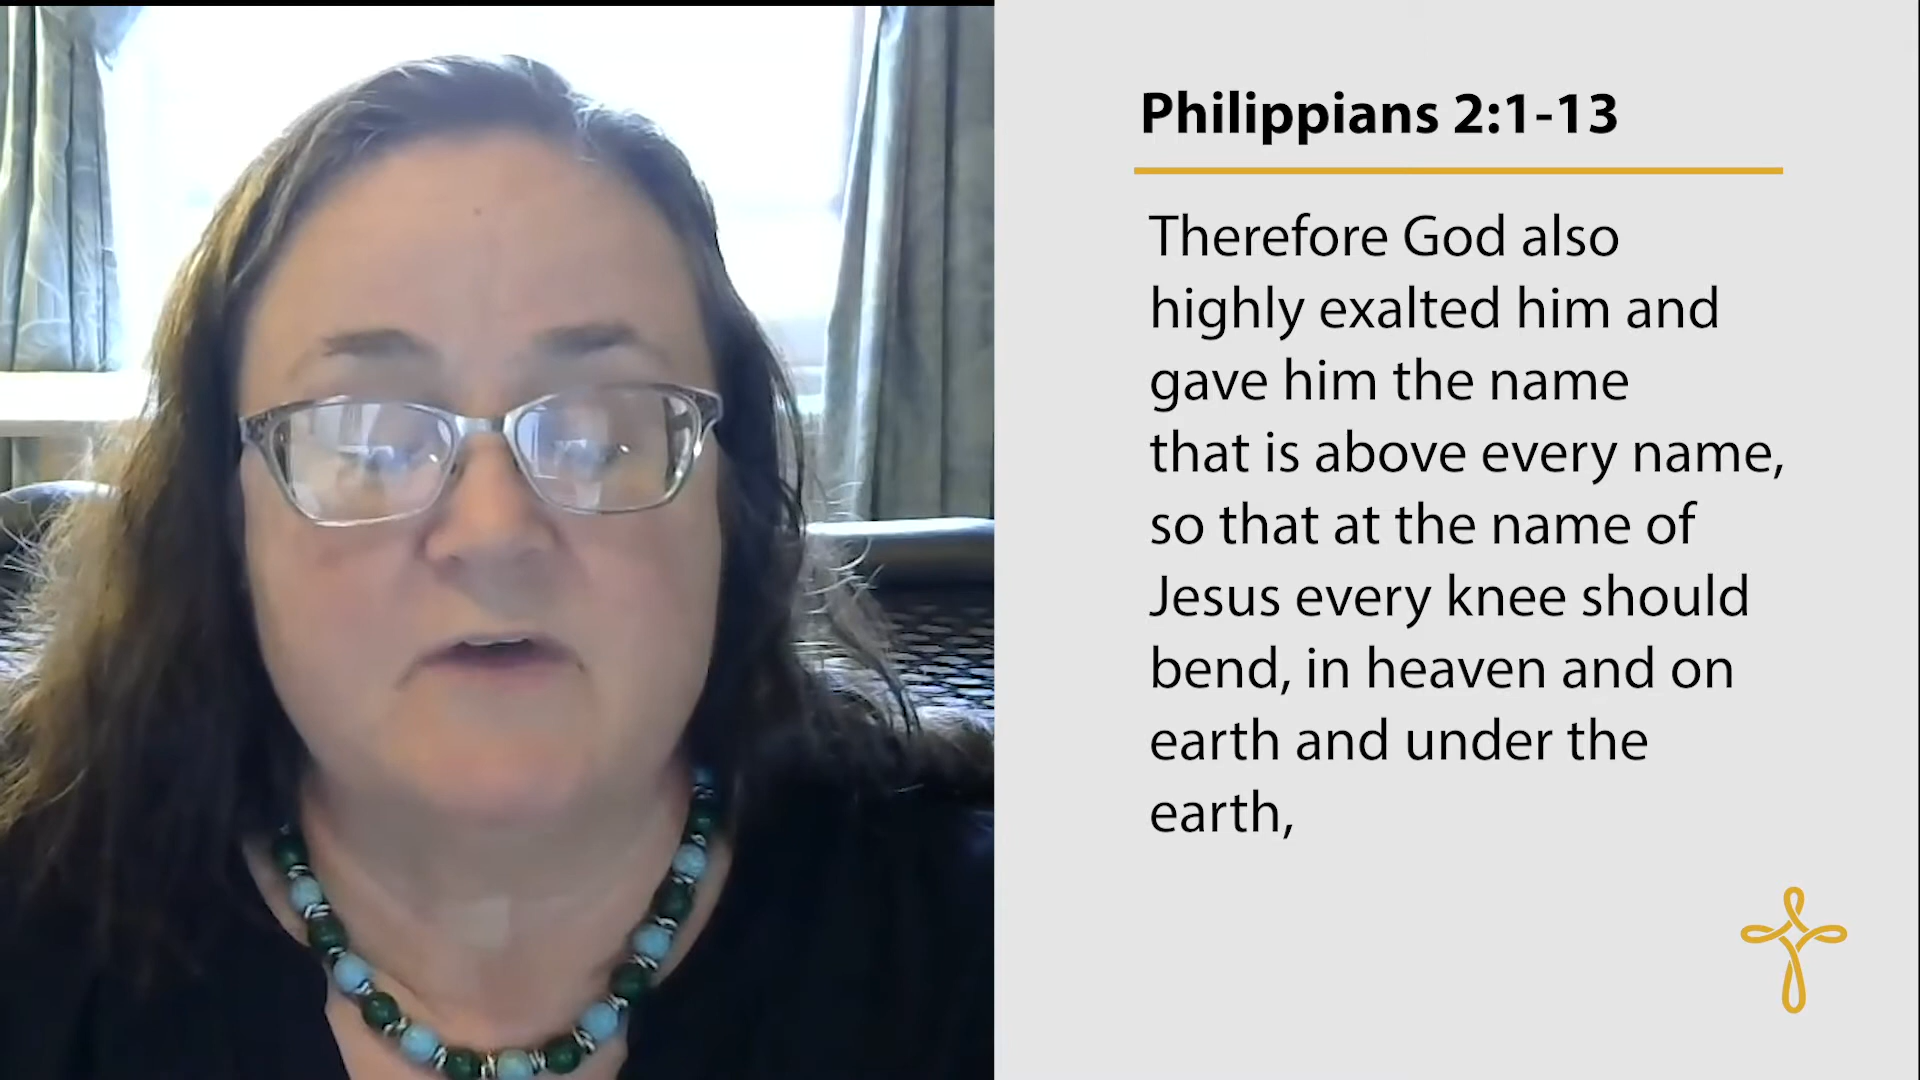 Philippians 2:1-13
Therefore God also
highly exalted him and
gave him the name
that is above every name,
so that at the name of
Jesus every knee should
bend, in heaven and on
earth and under the
earth,